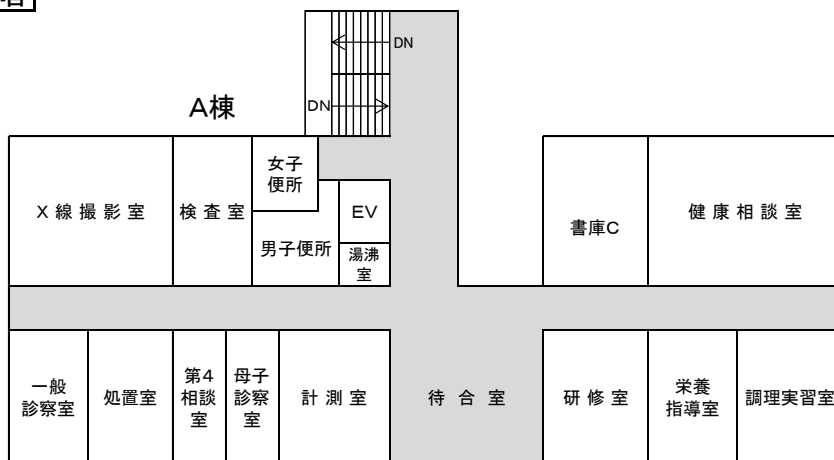 階
DN
DN
A棟
女子
便所
X線撮影室
検査室
EV
男子便所
湯沸
室
書庫C
健康相談室
一般
診察室
処置室
第4
相談
室
母子
診察
室
計測室
待合室
研修室
栄養
指導室
調理実習室